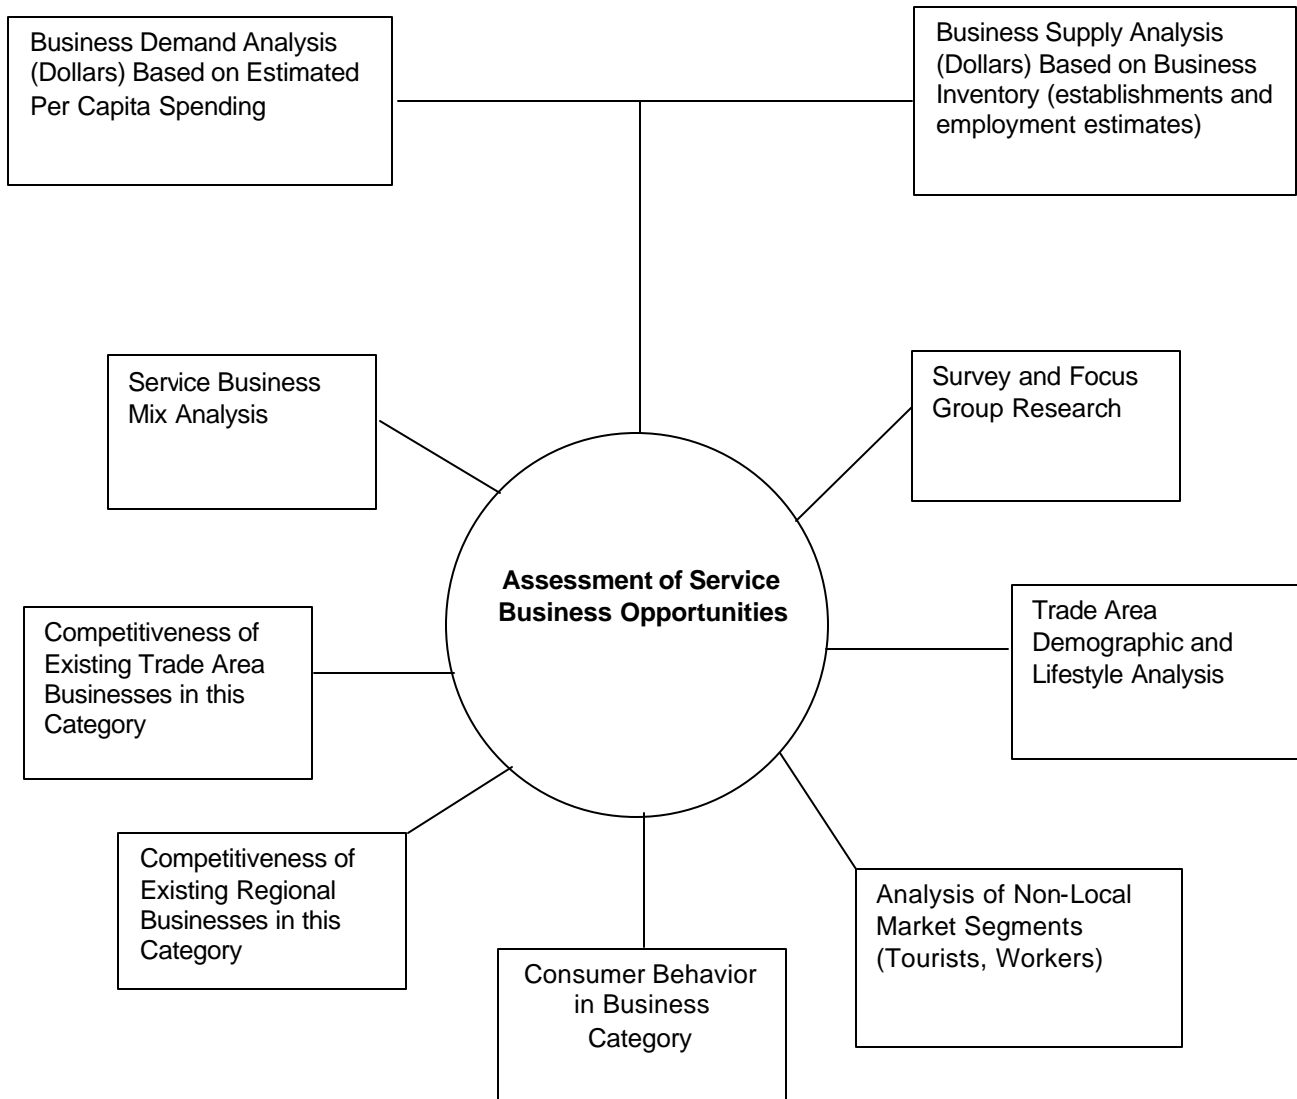 Business Demand Analysis
(Dollars) Based on Estimated
Per Capita Spending
Business Supply Analysis
(Dollars) Based on Business
Inventory (establishments and
employment estimates)
Service Business
Mix Analysis
Survey and Focus
Group Research
Assessment of Service
Business Opportunities
Competitiveness of
Existing Trade Area
Businesses in this
Category
Trade Area
Demographic and
Lifestyle Analysis
Competitiveness of
Existing Regional
Businesses in this
Category
Consumer Behavior
in Business
Category
Analysis of Non-Local
Market Segments
(Tourists, Workers)